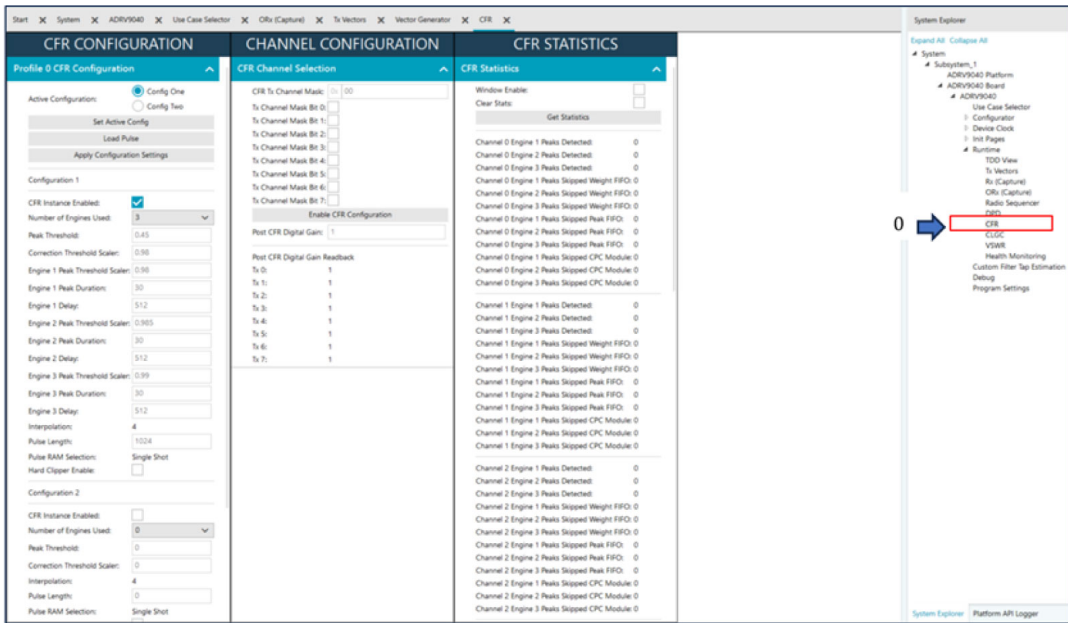 Start X System X ADRV9040 X Use Case Selector X ORx (Capture) X Tx Vectors X Vector Generator X CFR X
CFR CONFIGURATION
Profile 0 CFR Configuration
Active Configuration:
Config One
Config Two
Set Active Config
Load Pulse
Apply Configuration Settings
Configuration 1
CFR Instance Enabled:
Number of Engines Used: 3
Peak Threshold: 0.45
Correction Threshold Scaler: 0.98
Engine 1 Peak Threshold Scaler: 0.98
Engine 1 Peak Duration: 30
Engine 1 Delay: 512
Engine 2 Peak Threshold Scaler: 0.985
Engine 2 Peak Duration: 30
Engine 2 Delay: 512
Engine 3 Peak Threshold Scaler: 0.99
Engine 3 Peak Duration: 30
Engine 3 Delay: 512
Interpolation: 4
Pulse Length: 1024
Pulse RAM Selection: Single Shot
Hard Clipper Enable:
Configuration 2
CFR Instance Enabled:
Number of Engines Used: 0
Peak Threshold: 0
Correction Threshold Scaler: 0
Interpolation: 4
Pulse Length: 0
Pulse RAM Selection: Single Shot
CHANNEL CONFIGURATION
CFR Channel Selection
CFR Tx Channel Mask: 0x 00
Tx Channel Mask Bit 0:
Tx Channel Mask Bit 1:
Tx Channel Mask Bit 2:
Tx Channel Mask Bit 3:
Tx Channel Mask Bit 4:
Tx Channel Mask Bit 5:
Tx Channel Mask Bit 6:
Tx Channel Mask Bit 7:
Enable CFR Configuration
Post CFR Digital Gain: 1
Post CFR Digital Gain Readback
Tx 0: 1
Tx 1: 1
Tx 2: 1
Tx 3: 1
Tx 4: 1
Tx 5: 1
Tx 6: 1
Tx 7: 1
CFR STATISTICS
CFR Statistics
Window Enable:
Clear Stats:
Get Statistics
Channel 0 Engine 1 Peaks Detected: 0
Channel 0 Engine 2 Peaks Detected: 0
Channel 0 Engine 3 Peaks Detected: 0
Channel 0 Engine 1 Peaks Skipped Weight FIFO: 0
Channel 0 Engine 2 Peaks Skipped Weight FIFO: 0
Channel 0 Engine 3 Peaks Skipped Weight FIFO: 0
Channel 0 Engine 1 Peaks Skipped Peak FIFO: 0
Channel 0 Engine 2 Peaks Skipped Peak FIFO: 0
Channel 0 Engine 3 Peaks Skipped Peak FIFO: 0
Channel 0 Engine 1 Peaks Skipped CPC Module: 0
Channel 0 Engine 2 Peaks Skipped CPC Module: 0
Channel 0 Engine 3 Peaks Skipped CPC Module: 0
Channel 1 Engine 1 Peaks Detected: 0
Channel 1 Engine 2 Peaks Detected: 0
Channel 1 Engine 3 Peaks Detected: 0
Channel 1 Engine 1 Peaks Skipped Weight FIFO: 0
Channel 1 Engine 2 Peaks Skipped Weight FIFO: 0
Channel 1 Engine 3 Peaks Skipped Weight FIFO: 0
Channel 1 Engine 1 Peaks Skipped Peak FIFO: 0
Channel 1 Engine 2 Peaks Skipped Peak FIFO: 0
Channel 1 Engine 3 Peaks Skipped Peak FIFO: 0
Channel 1 Engine 1 Peaks Skipped CPC Module: 0
Channel 1 Engine 2 Peaks Skipped CPC Module: 0
Channel 1 Engine 3 Peaks Skipped CPC Module: 0
Channel 2 Engine 1 Peaks Detected: 0
Channel 2 Engine 2 Peaks Detected: 0
Channel 2 Engine 3 Peaks Detected: 0
Channel 2 Engine 1 Peaks Skipped Weight FIFO: 0
Channel 2 Engine 2 Peaks Skipped Weight FIFO: 0
Channel 2 Engine 3 Peaks Skipped Weight FIFO: 0
Channel 2 Engine 1 Peaks Skipped Peak FIFO: 0
Channel 2 Engine 2 Peaks Skipped Peak FIFO: 0
Channel 2 Engine 3 Peaks Skipped Peak FIFO: 0
Channel 2 Engine 1 Peaks Skipped CPC Module: 0
Channel 2 Engine 2 Peaks Skipped CPC Module: 0
Channel 2 Engine 3 Peaks Skipped CPC Module: 0
0
System Explorer
Expand All Collapse All
System
Subsystem_1
ADRV9040 Platform
ADRV9040 Board
ADRV9040
Use Case Selector
Configurator
Device Clock
Init Pages
Runtime
TDD View
Tx Vectors
Rx (Capture)
ORx (Capture)
Radio Sequencer
DPD
CFR
CLGC
VSWR
Health Monitoring
Custom Filter Tap Estimation
Debug
Program Settings
System Explorer Platform API Logger